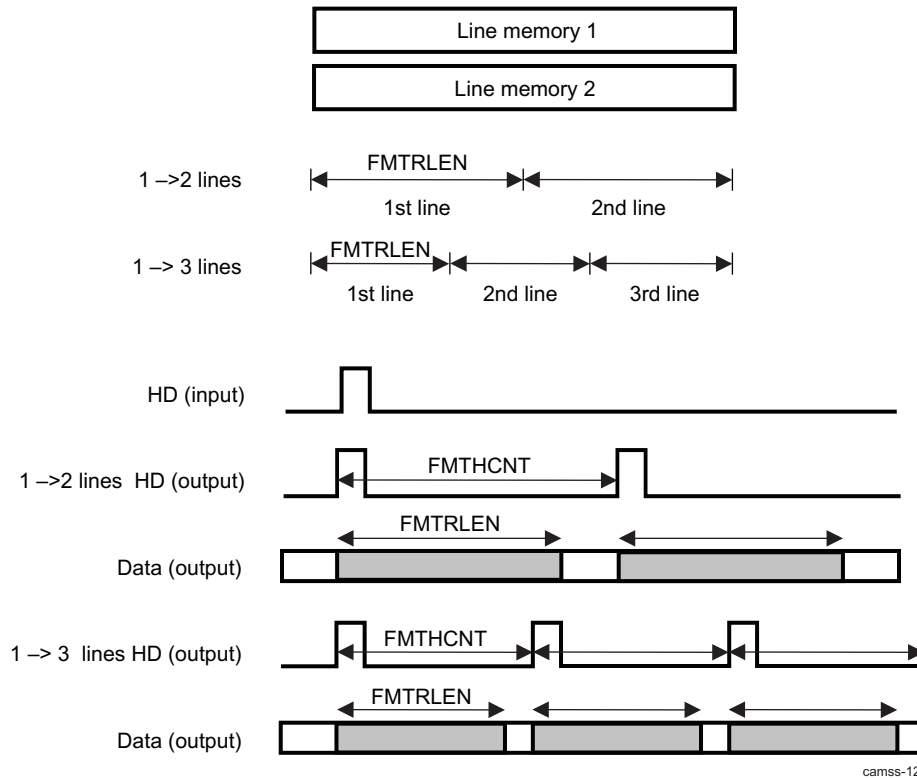 Line memory 1
Line memory 2
1 –>2 lines
FMTRLEN
1st line
2nd line
1 –> 3 lines
FMTRLEN
1st line
2nd line
3rd line
HD (input)
1 –>2 lines HD (output)
FMTHCNT
FMTRLEN
Data (output)
1 –> 3 lines HD (output)
FMTHCNT
FMTRLEN
Data (output)